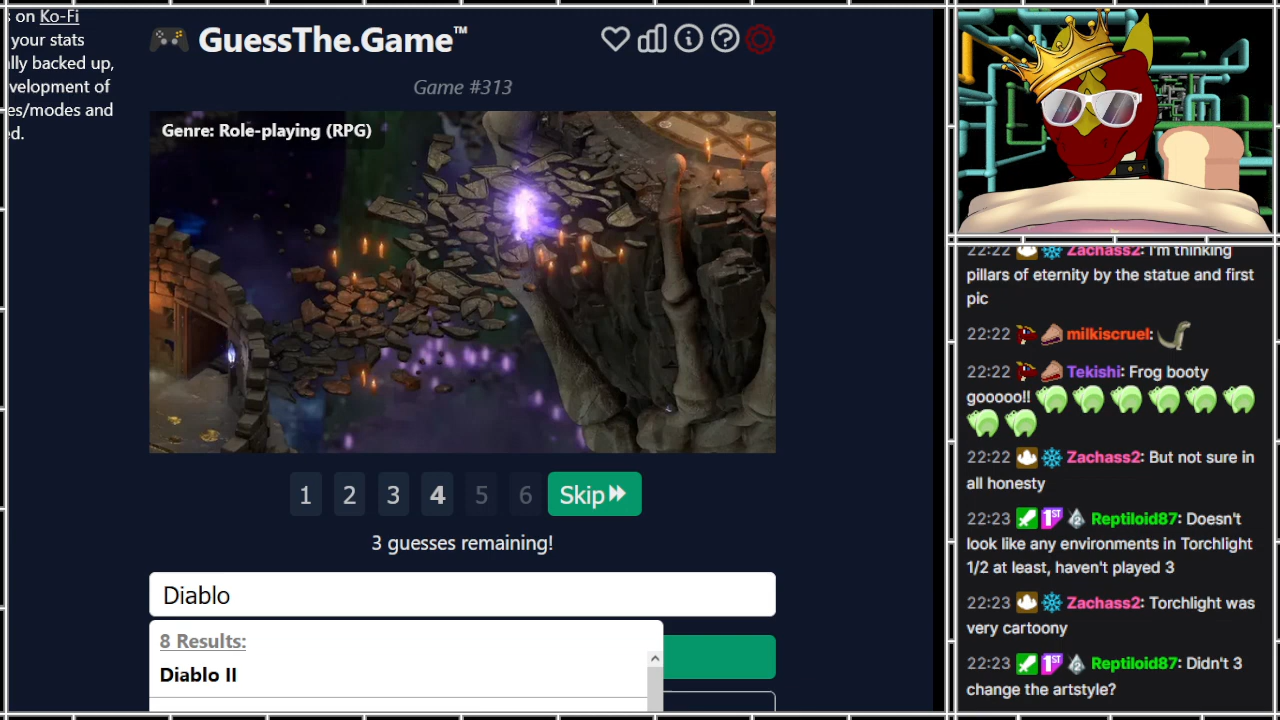 s on Ko-Fi
your stats
lly backed up,
velopment of
es/modes and
ed.
GuessThe.Game™
Game #313
Genre: Role-playing (RPG)
1 2 3 4 5 6 Skip
3 guesses remaining!
Diablo
8 Results:
Diablo II
22:22 Zachass2: I'm thinking
pillars of eternity by the statue and first
pic
22:22 milkiscruel:
22:22 Tekishi: Frog booty
gooooo!!
22:22 Zachass2: But not sure in
all honesty
22:23 1ST 2 Reptiloid87: Doesn't
look like any environments in Torchlight
1/2 at least, haven't played 3
22:23 Zachass2: Torchlight was
very cartoony
22:23 1ST 2 Reptiloid87: Didn't 3
change the artstyle?